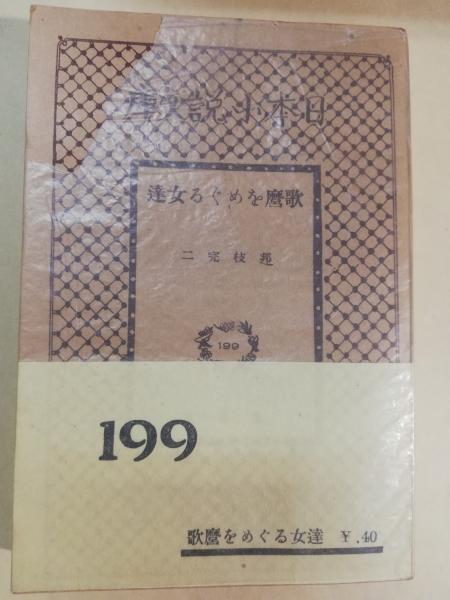 日本小説文庫
歌麿をめぐる女達
邦枝完二
199
199
歌麿をめぐる女達 ￥.40